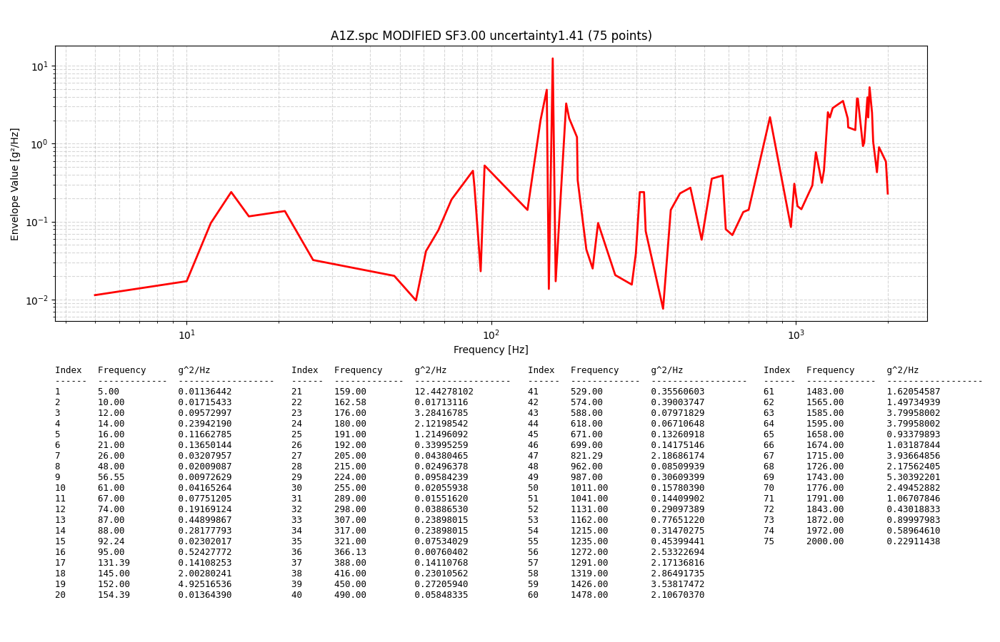 A1Z.spc MODIFIED SF3.00 uncertainty1.41 (75 points)
Envelope Value [g²/Hz]
10¹
10⁰
10⁻¹
10⁻²
10¹ 10² 10³
Frequency [Hz]
Index Frequency g^2/Hz Index Frequency g^2/Hz Index Frequency g^2/Hz Index Frequency g^2/Hz
------ ------------- ------------------ ------ ------------- ------------------ ------ ------------- ------------------ ------ ------------- ------------------
1 5.00 0.01136442 21 159.00 12.44278102 41 529.00 0.35560603 61 1483.00 1.62054587
2 10.00 0.01715433 22 162.58 0.01713116 42 574.00 0.39003747 62 1565.00 1.49734939
3 12.00 0.09572997 23 176.00 3.28416785 43 588.00 0.07971829 63 1585.00 3.79958002
4 14.00 0.23942190 24 180.00 2.12198542 44 618.00 0.06710648 64 1595.00 3.79958002
5 16.00 0.11662785 25 191.00 1.21496092 45 671.00 0.13260918 65 1658.00 0.93379893
6 21.00 0.13650144 26 192.00 0.33995259 46 699.00 0.14175146 66 1674.00 1.03187844
7 26.00 0.03207957 27 205.00 0.04380465 47 821.29 2.18686174 67 1715.00 3.93664856
8 48.00 0.02009087 28 215.00 0.02496378 48 962.00 0.08509939 68 1726.00 2.17562405
9 56.55 0.00972629 29 224.00 0.09584239 49 987.00 0.30609399 69 1743.00 5.30392201
10 61.00 0.04165264 30 255.00 0.02055938 50 1011.00 0.15780390 70 1776.00 2.49452882
11 67.00 0.07751205 31 289.00 0.01551620 51 1041.00 0.14409902 71 1791.00 1.06707846
12 74.00 0.19169124 32 298.00 0.03886530 52 1131.00 0.29097389 72 1843.00 0.43018833
13 87.00 0.44899867 33 307.00 0.23898015 53 1162.00 0.77651220 73 1872.00 0.89997983
14 88.00 0.28177793 34 317.00 0.23898015 54 1215.00 0.31470275 74 1972.00 0.58964610
15 92.24 0.02302017 35 321.00 0.07534029 55 1235.00 0.45399441 75 2000.00 0.22911438
16 95.00 0.52427772 36 366.13 0.00760402 56 1272.00 2.53322694
17 131.39 0.14108253 37 388.00 0.14110768 57 1291.00 2.17136816
18 145.00 2.00280241 38 416.00 0.23010562 58 1319.00 2.86491735
19 152.00 4.92516536 39 450.00 0.27205940 59 1426.00 3.53817472
20 154.39 0.01364390 40 490.00 0.05848335 60 1478.00 2.10670370